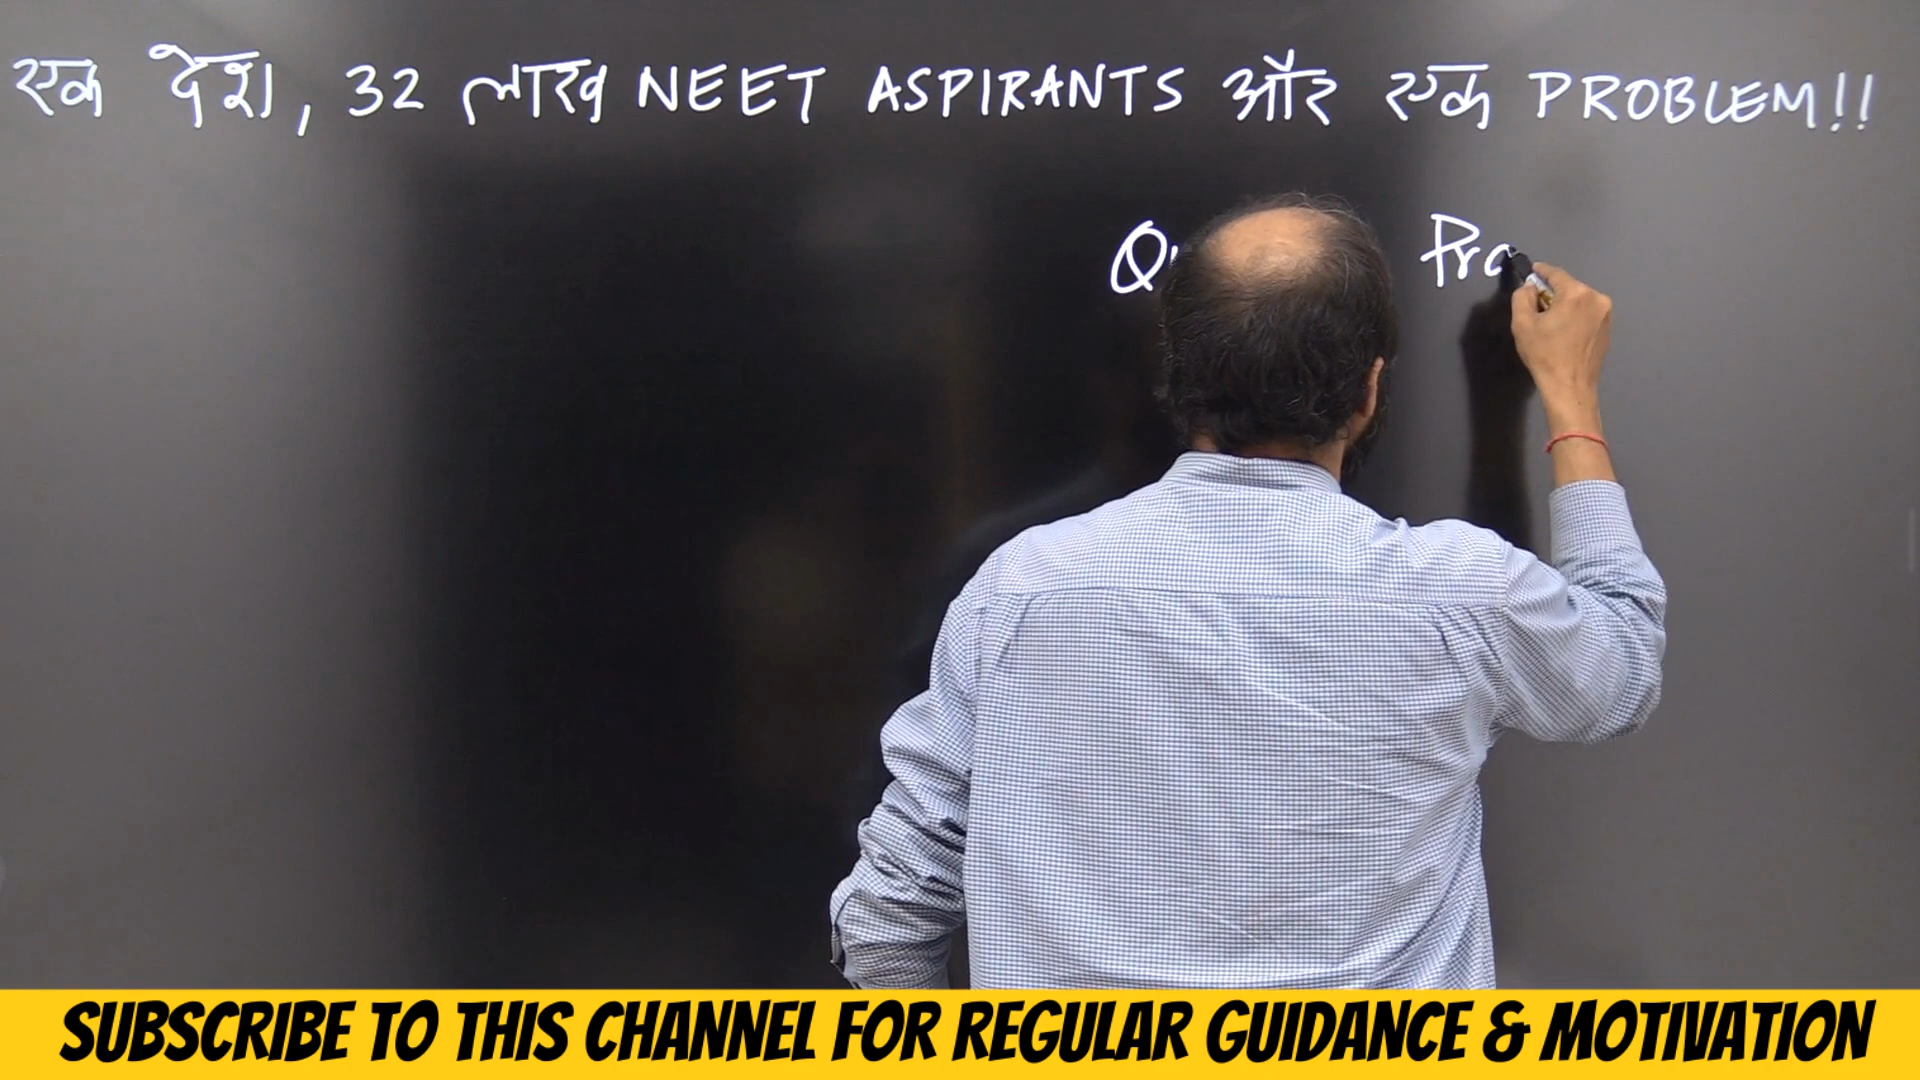 एक देश, 32 लाख NEET ASPIRANTS और एक PROBLEM!!
SUBSCRIBE TO THIS CHANNEL FOR REGULAR GUIDANCE & MOTIVATION